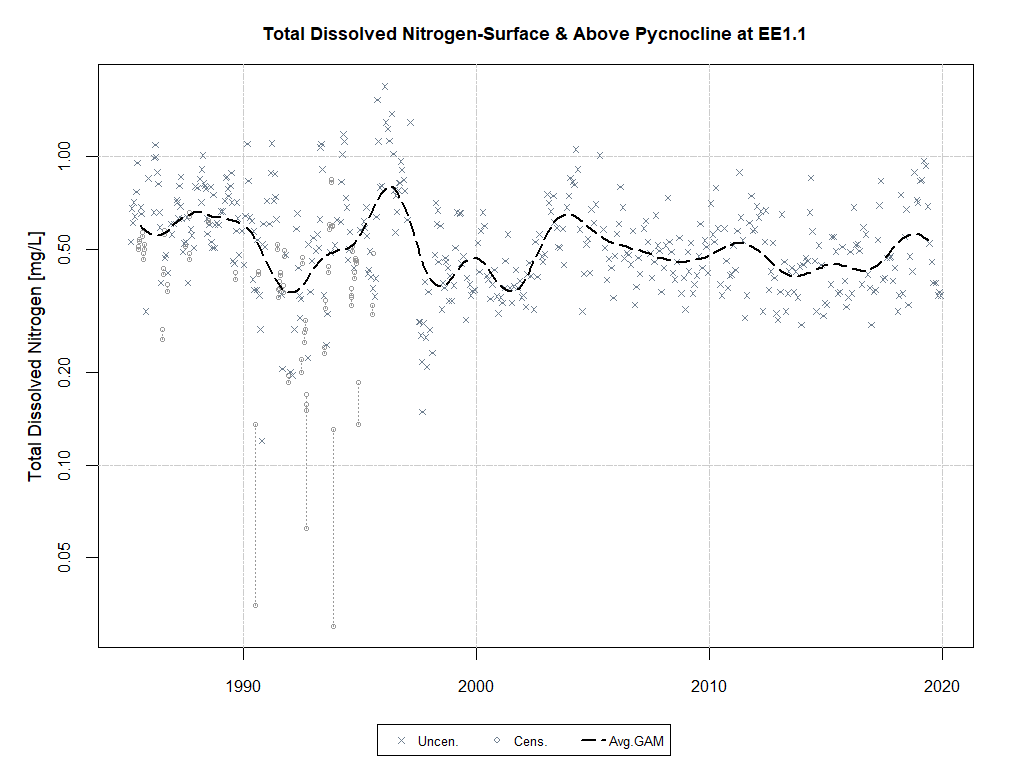 Total Dissolved Nitrogen-Surface & Above Pycnocline at EE1.1
Total Dissolved Nitrogen [mg/L]
1.00
0.50
0.20
0.10
0.05
1990 2000 2010 2020
Uncen. Cens. Avg.GAM